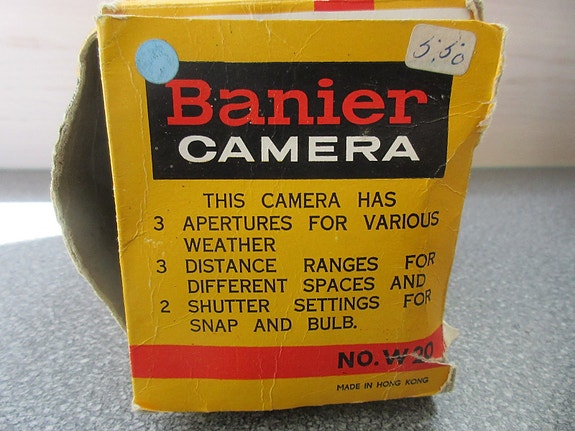 5:50
Banier
CAMERA
THIS CAMERA HAS
3 APERTURES FOR VARIOUS
WEATHER
3 DISTANCE RANGES FOR
DIFFERENT SPACES AND
2 SHUTTER SETTINGS FOR
SNAP AND BULB.
NO. W 20
MADE IN HONG KONG